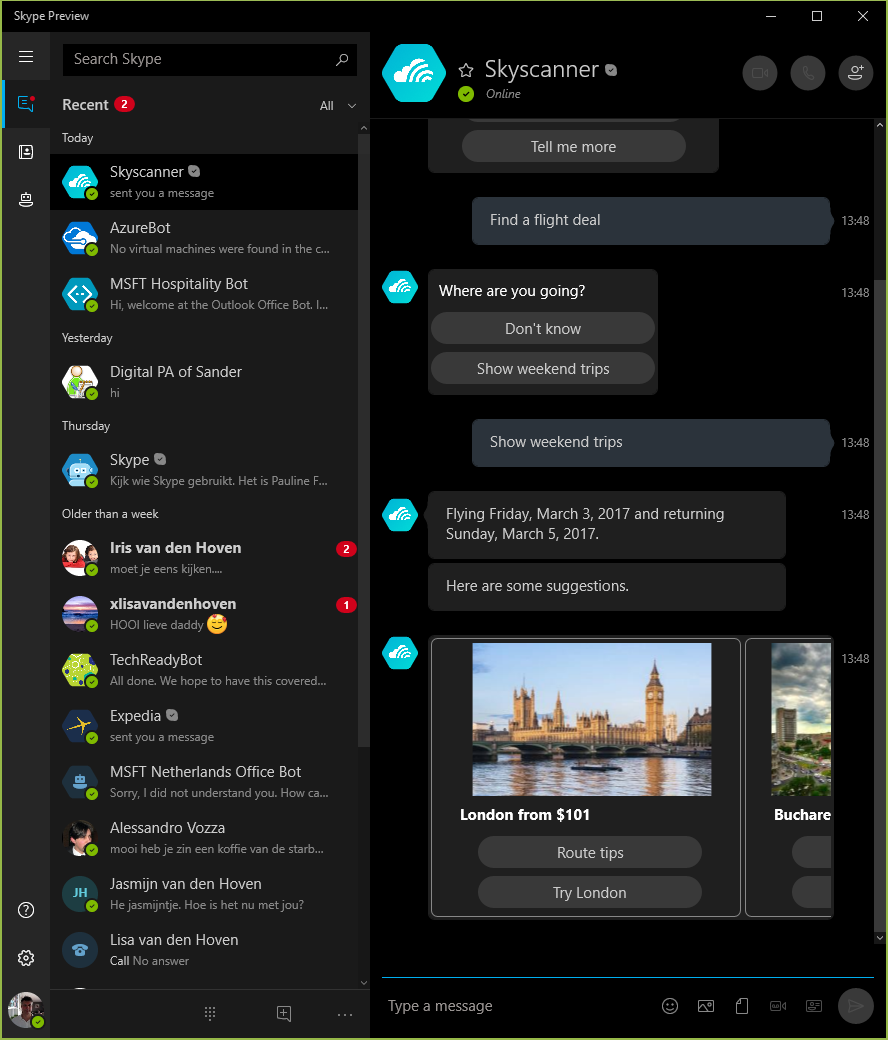 Skype Preview
Search Skype
Recent 2
All
Today
Skyscanner
sent you a message
AzureBot
No virtual machines were found in the c...
MSFT Hospitality Bot
Hi, welcome at the Outlook Office Bot. I...
Yesterday
Digital PA of Sander
hi
Thursday
Skype
Kijk wie Skype gebruikt. Het is Pauline F...
Older than a week
Iris van den Hoven
2
moet je eens kijken....
xlisavandenhoven
1
HOOI lieve daddy
TechReadyBot
All done. We hope to have this covered...
Expedia
sent you a message
MSFT Netherlands Office Bot
Sorry, I did not understand you. How ca...
Alessandro Vozza
mooi heb je zin een koffie van de starb...
JH
Jasmijn van den Hoven
He jasmijntje. Hoe is het nu met jou?
Lisa van den Hoven
Call No answer
Skyscanner
Online
Tell me more
Find a flight deal
13:48
Where are you going?
13:48
Don't know
Show weekend trips
Show weekend trips
13:48
Flying Friday, March 3, 2017 and returning
13:48
Sunday, March 5, 2017.
Here are some suggestions.
13:48
London from $101
Buchare
Route tips
Try London
Type a message